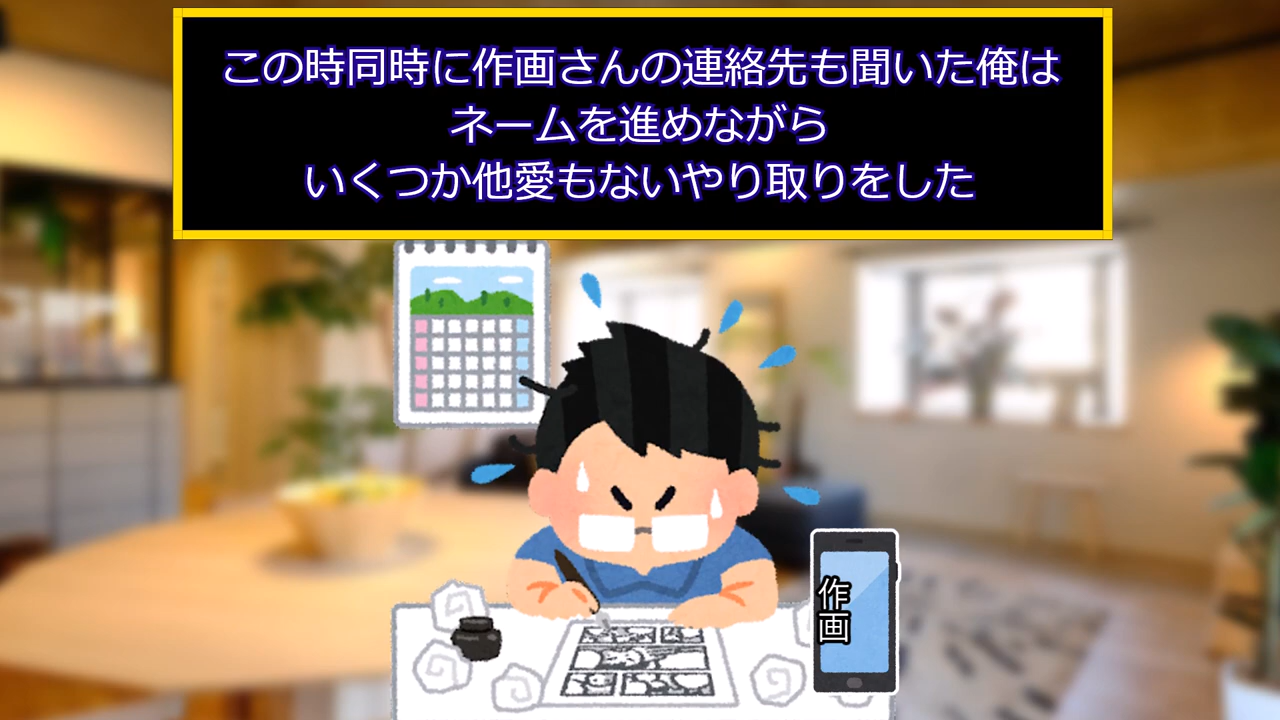 この時同時に作画さんの連絡先も聞いた俺は
ネームを進めながら
いくつか他愛もないやり取りをした
作画